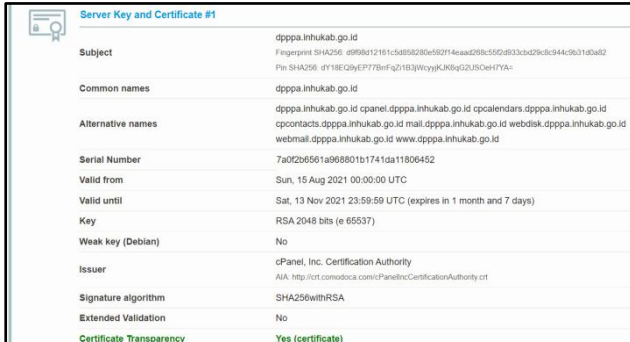 Server Key and Certificate #1
Subject
dpppa.inhukab.go.id
Fingerprint SHA256: d9f98d12161c5d858280e592f14eaad268c55f2d933cbd29c8c944c9b31d0a82
Pin SHA256: dY18EQ9yEP77BrrFqZi1B3jWcyyjKJK6qG2USOeH7YA=
Common names dpppa.inhukab.go.id
Alternative names
dpppa.inhukab.go.id cpanel.dpppa.inhukab.go.id cpcalendars.dpppa.inhukab.go.id
cpcontacts.dpppa.inhukab.go.id mail.dpppa.inhukab.go.id webdisk.dpppa.inhukab.go.id
webmail.dpppa.inhukab.go.id www.dpppa.inhukab.go.id
Serial Number 7a0f2b6561a968801b1741da11806452
Valid from Sun, 15 Aug 2021 00:00:00 UTC
Valid until Sat, 13 Nov 2021 23:59:59 UTC (expires in 1 month and 7 days)
Key RSA 2048 bits (e 65537)
Weak key (Debian) No
Issuer
cPanel, Inc. Certification Authority
AIA: http://crt.comodoca.com/cPanelIncCertificationAuthority.crt
Signature algorithm SHA256withRSA
Extended Validation No
Certificate Transparency Yes (certificate)